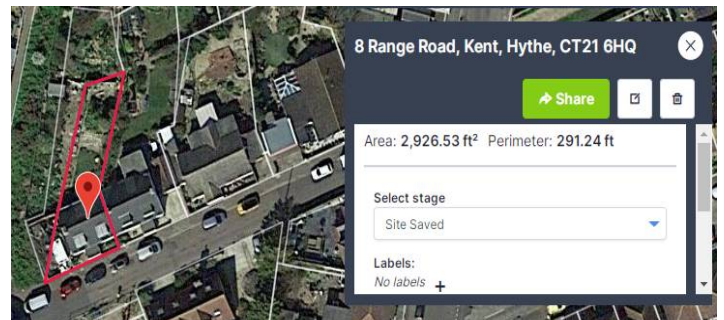 8 Range Road, Kent, Hythe, CT21 6HQ
Share
Area: 2,926.53 ft² Perimeter: 291.24 ft
Select stage
Site Saved
Labels:
No labels +